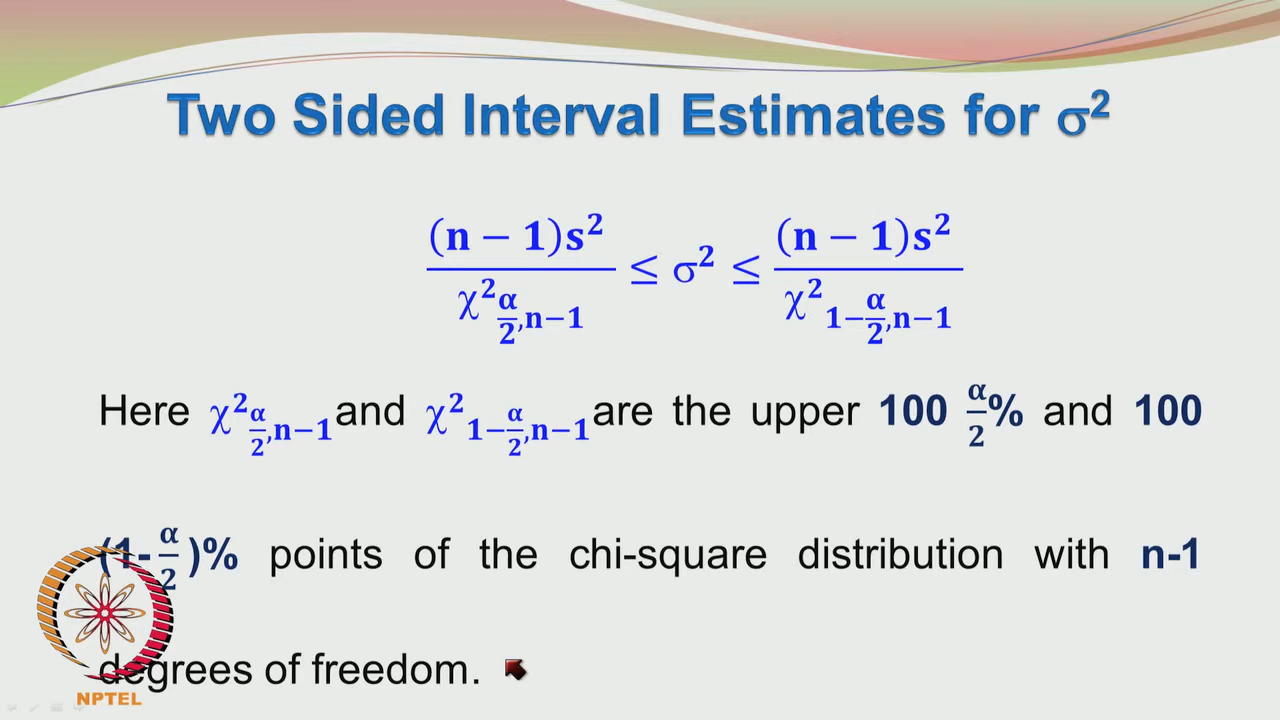 Two Sided Interval Estimates for σ²
(n − 1)s² / χ²α/2,n−1 ≤ σ² ≤ (n − 1)s² / χ²1−α/2,n−1
Here χ²α/2,n−1 and χ²1−α/2,n−1 are the upper 100 α/2% and 100
(1-α/2)% points of the chi-square distribution with n-1
degrees of freedom.
NPTEL